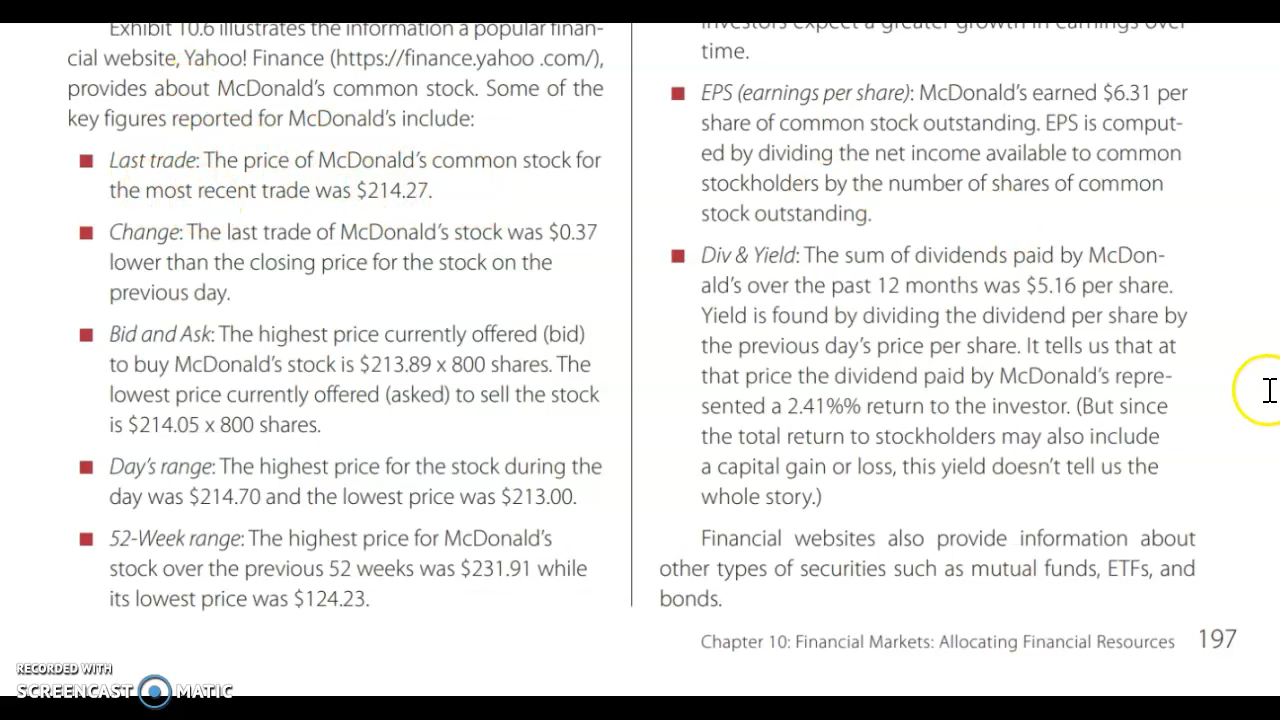 Exhibit 10.6 illustrates the information a popular finan-
cial website, Yahoo! Finance (https://finance.yahoo .com/),
provides about McDonald's common stock. Some of the
key figures reported for McDonald's include:
■ Last trade: The price of McDonald's common stock for
the most recent trade was $214.27.
■ Change: The last trade of McDonald's stock was $0.37
lower than the closing price for the stock on the
previous day.
■ Bid and Ask: The highest price currently offered (bid)
to buy McDonald's stock is $213.89 x 800 shares. The
lowest price currently offered (asked) to sell the stock
is $214.05 x 800 shares.
■ Day's range: The highest price for the stock during the
day was $214.70 and the lowest price was $213.00.
■ 52-Week range: The highest price for McDonald's
stock over the previous 52 weeks was $231.91 while
its lowest price was $124.23.
investors expect a greater growth in earnings over
time.
■ EPS (earnings per share): McDonald's earned $6.31 per
share of common stock outstanding. EPS is comput-
ed by dividing the net income available to common
stockholders by the number of shares of common
stock outstanding.
■ Div & Yield: The sum of dividends paid by McDon-
ald's over the past 12 months was $5.16 per share.
Yield is found by dividing the dividend per share by
the previous day's price per share. It tells us that at
that price the dividend paid by McDonald's repre-
sented a 2.41%% return to the investor. (But since
the total return to stockholders may also include
a capital gain or loss, this yield doesn't tell us the
whole story.)
Financial websites also provide information about
other types of securities such as mutual funds, ETFs, and
bonds.
Chapter 10: Financial Markets: Allocating Financial Resources 197
RECORDED WITH
SCREENCAST MATIC